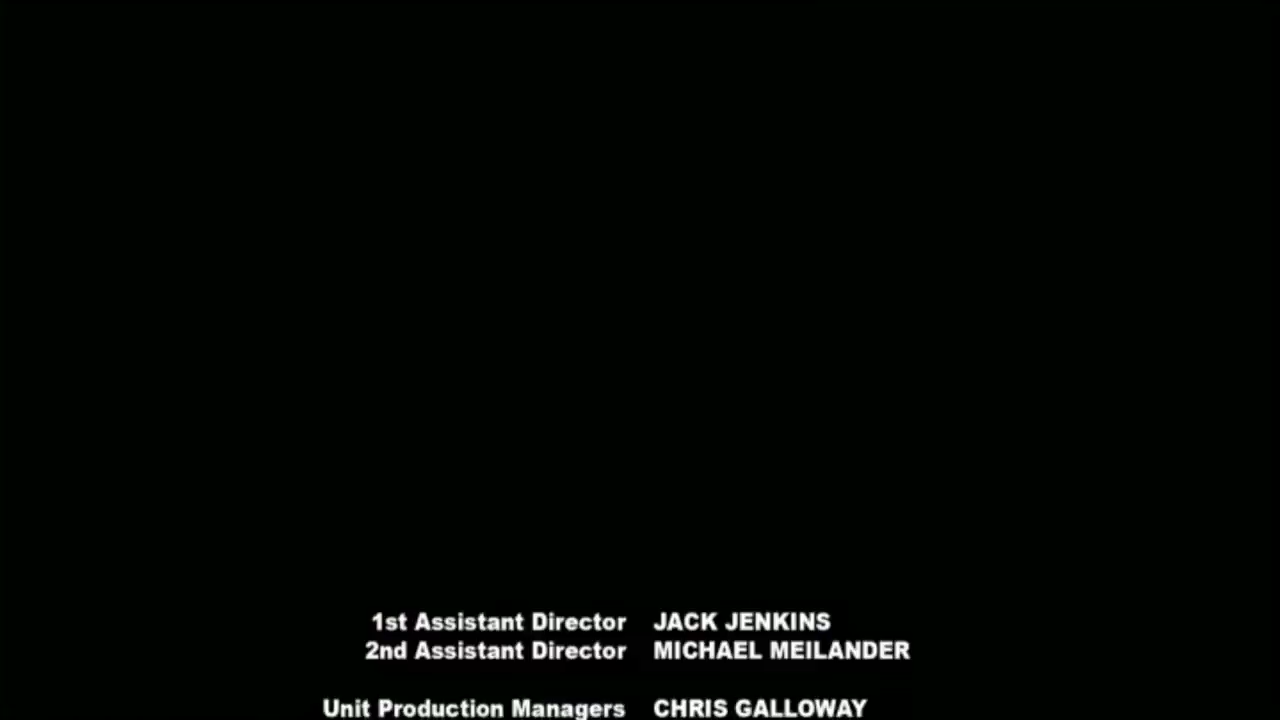 1st Assistant Director JACK JENKINS
2nd Assistant Director MICHAEL MEILANDER
Unit Production Managers CHRIS GALLOWAY